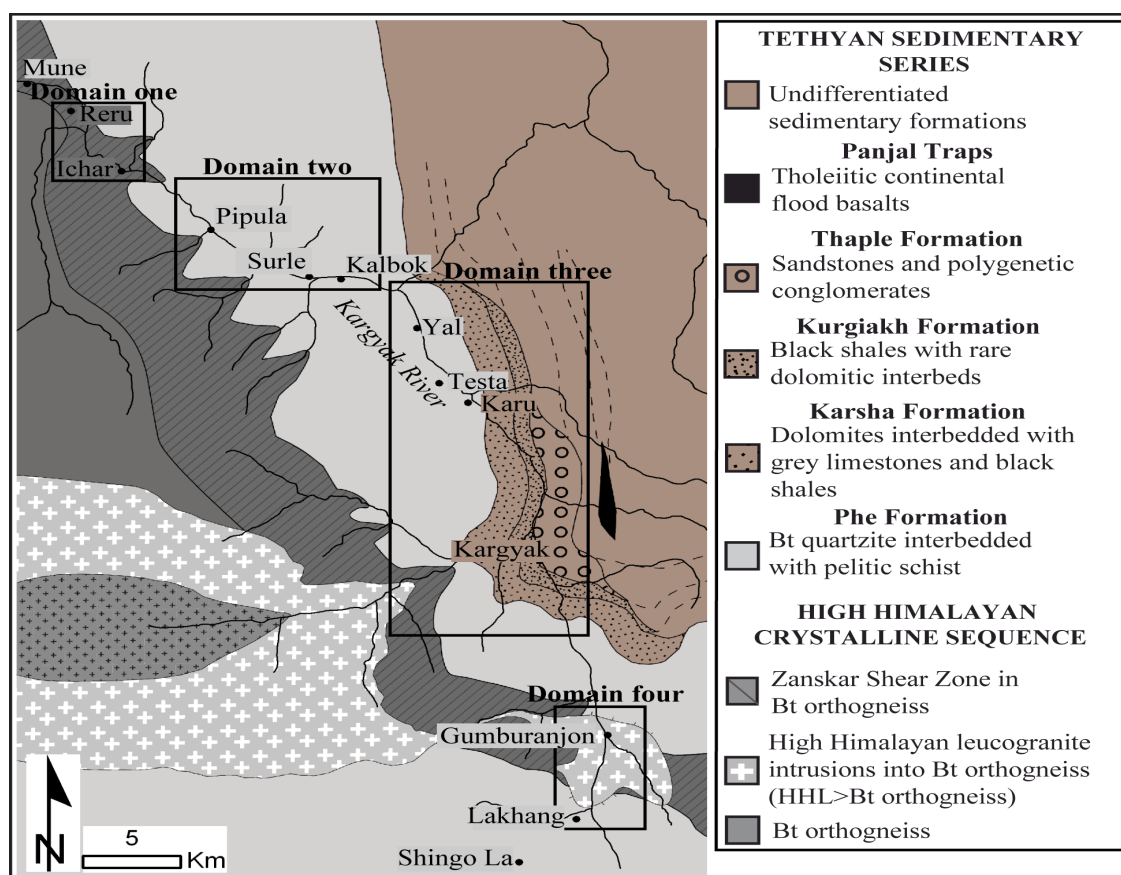 Mune
Domain one
Reru
Ichar
Domain two
Pipula
Surle
Kalbok
Domain three
Kargyak River
Yal
Testa
Karu
Kargyak
Domain four
Gumburanjon
Lakhang
Shingo La
N
5
Km
TETHYAN SEDIMENTARY
SERIES
Undifferentiated
sedimentary formations
Panjal Traps
Tholeiitic continental
flood basalts
Thaple Formation
Sandstones and polygenetic
conglomerates
Kurgiakh Formation
Black shales with rare
dolomitic interbeds
Karsha Formation
Dolomites interbedded with
grey limestones and black
shales
Phe Formation
Bt quartzite interbedded
with pelitic schist
HIGH HIMALAYAN
CRYSTALLINE SEQUENCE
Zanskar Shear Zone in
Bt orthogneiss
High Himalayan leucogranite
intrusions into Bt orthogneiss
(HHL>Bt orthogneiss)
Bt orthogneiss